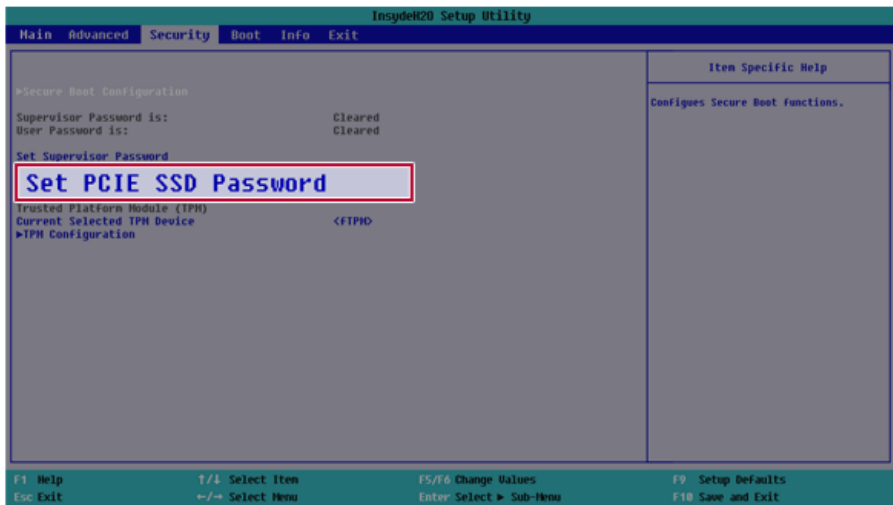 InsydeH20 Setup Utility
Main Advanced Security Boot Info Exit
Item Specific Help
►Secure Boot Configuration
Configues Secure Boot functions.
Supervisor Password is: Cleared
User Password is: Cleared
Set Supervisor Password
Set PCIE SSD Password
Trusted Platform Module (TPM)
Current Selected TPM Device <fTPM>
►TPM Configuration
F1 Help ↑/↓ Select Item F5/F6 Change Values F9 Setup Defaults
Esc Exit ←/→ Select Menu Enter Select ► Sub-Menu F10 Save and Exit